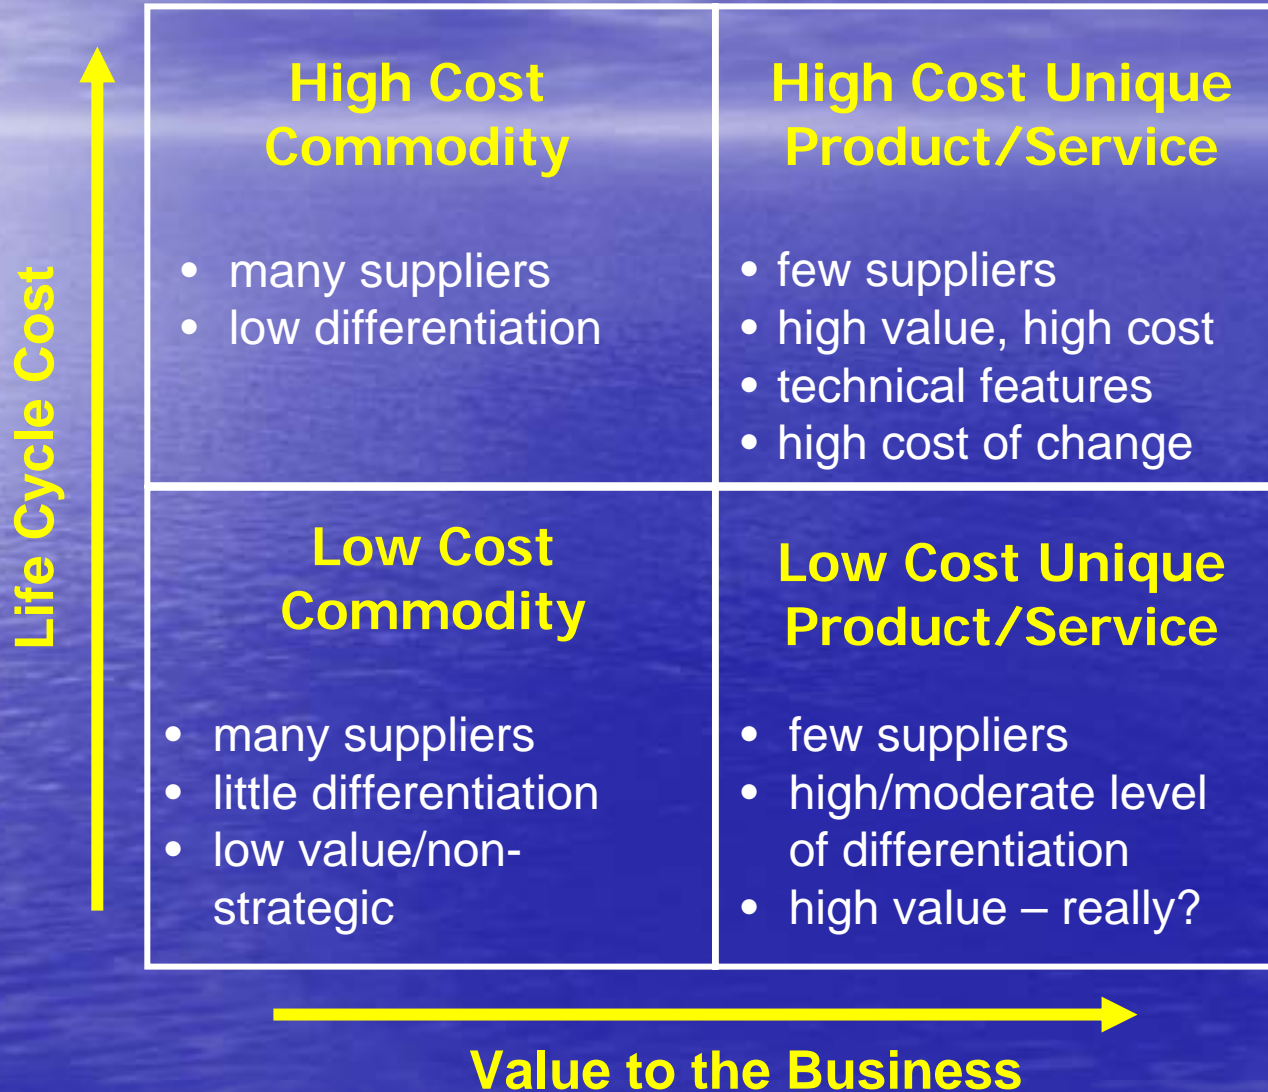 Life Cycle Cost
High Cost
Commodity
• many suppliers
• low differentiation
High Cost Unique
Product/Service
• few suppliers
• high value, high cost
• technical features
• high cost of change
Low Cost
Commodity
• many suppliers
• little differentiation
• low value/non-
strategic
Low Cost Unique
Product/Service
• few suppliers
• high/moderate level
of differentiation
• high value – really?
Value to the Business